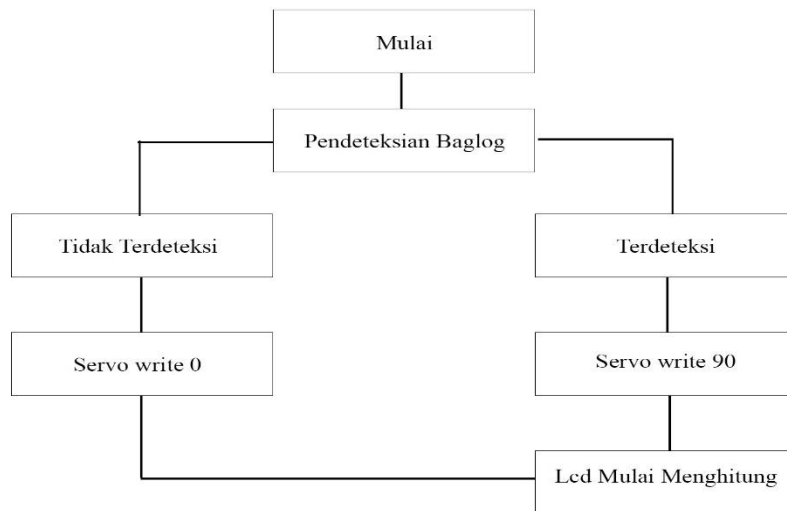 Mulai
Pendeteksian Baglog
Tidak Terdeteksi
Terdeteksi
Servo write 0
Servo write 90
Lcd Mulai Menghitung